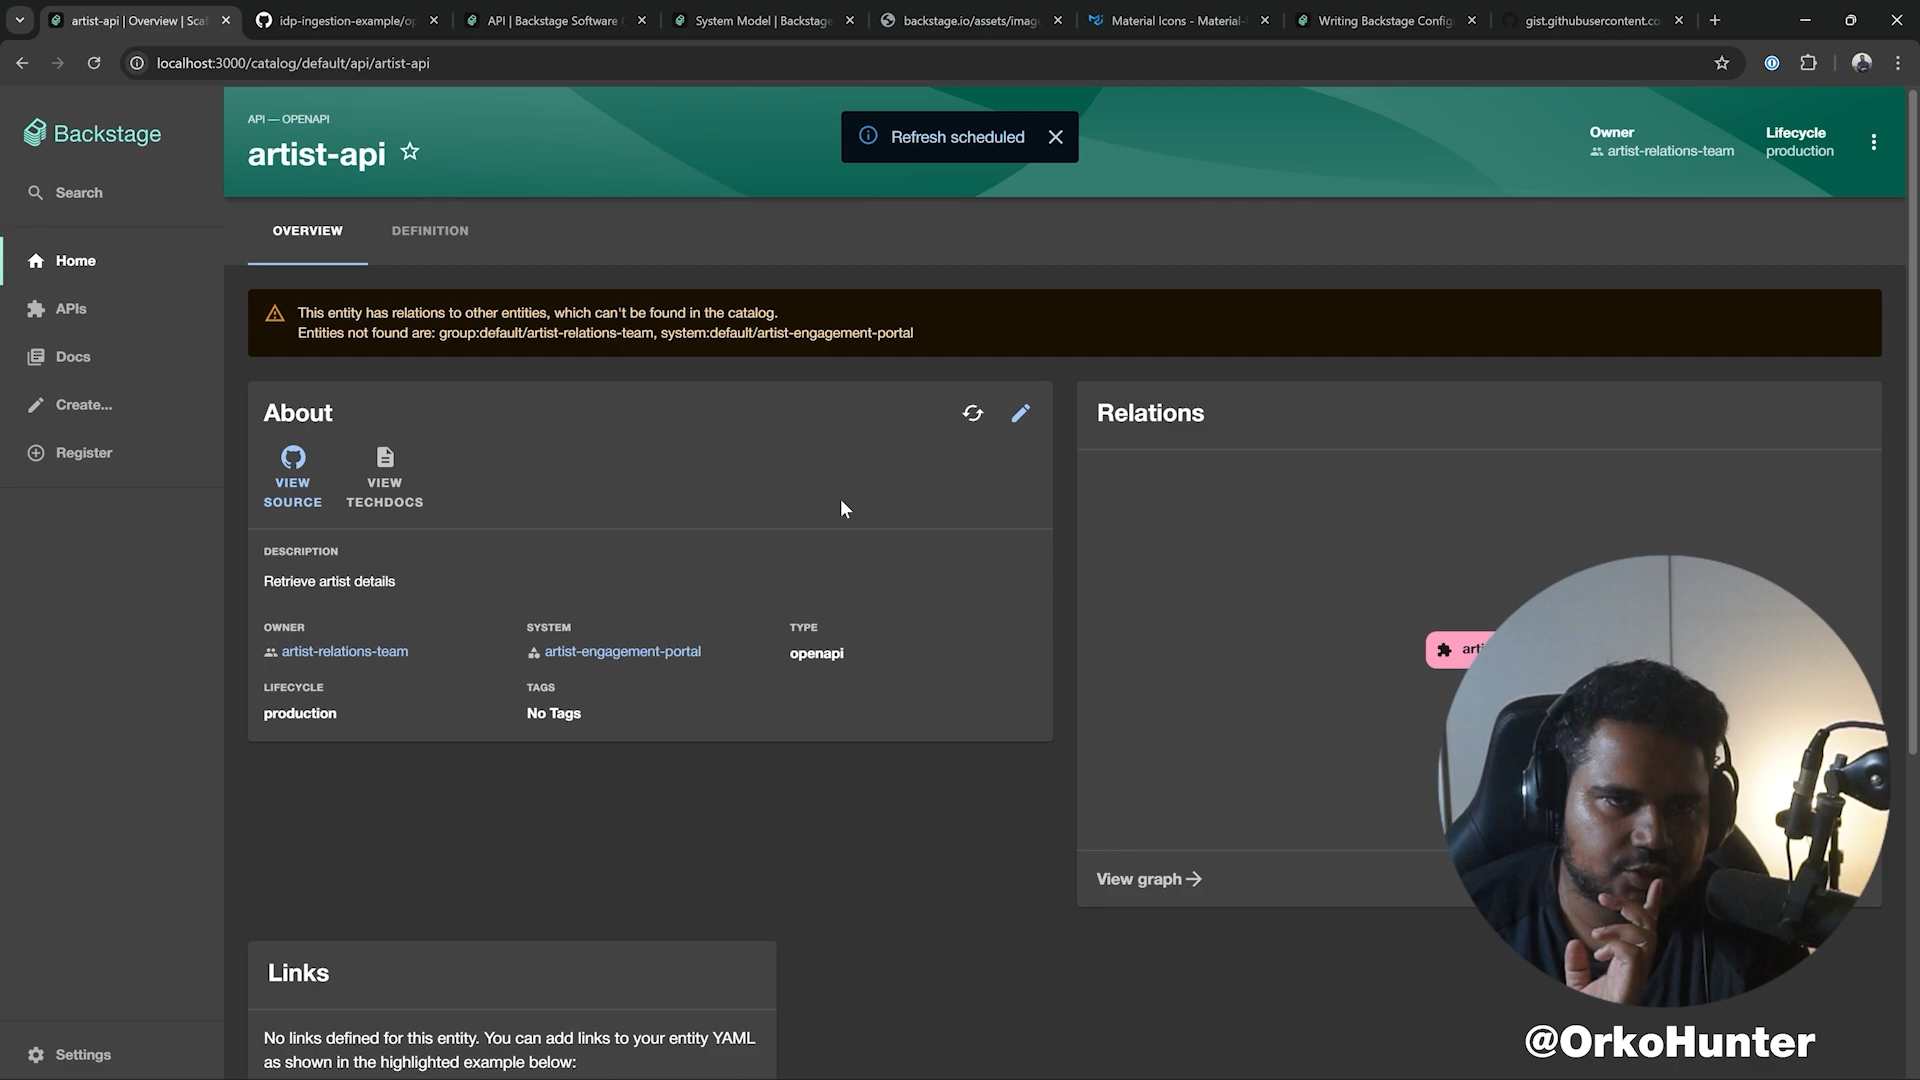 artist-api | Overview | Sca
idp-ingestion-example/op
API | Backstage Software
System Model | Backstage
backstage.io/assets/imag
Material Icons - Material-
Writing Backstage Config
gist.githubusercontent.co
localhost:3000/catalog/default/api/artist-api
Backstage
Search
Home
APIs
Docs
Create...
Register
Settings
API — OPENAPI
artist-api
Refresh scheduled
Owner
artist-relations-team
Lifecycle
production
OVERVIEW
DEFINITION
This entity has relations to other entities, which can't be found in the catalog.
Entities not found are: group:default/artist-relations-team, system:default/artist-engagement-portal
About
VIEW
SOURCE
VIEW
TECHDOCS
DESCRIPTION
Retrieve artist details
OWNER
artist-relations-team
SYSTEM
artist-engagement-portal
TYPE
openapi
LIFECYCLE
production
TAGS
No Tags
Relations
arti
View graph
Links
No links defined for this entity. You can add links to your entity YAML
as shown in the highlighted example below:
@OrkoHunter